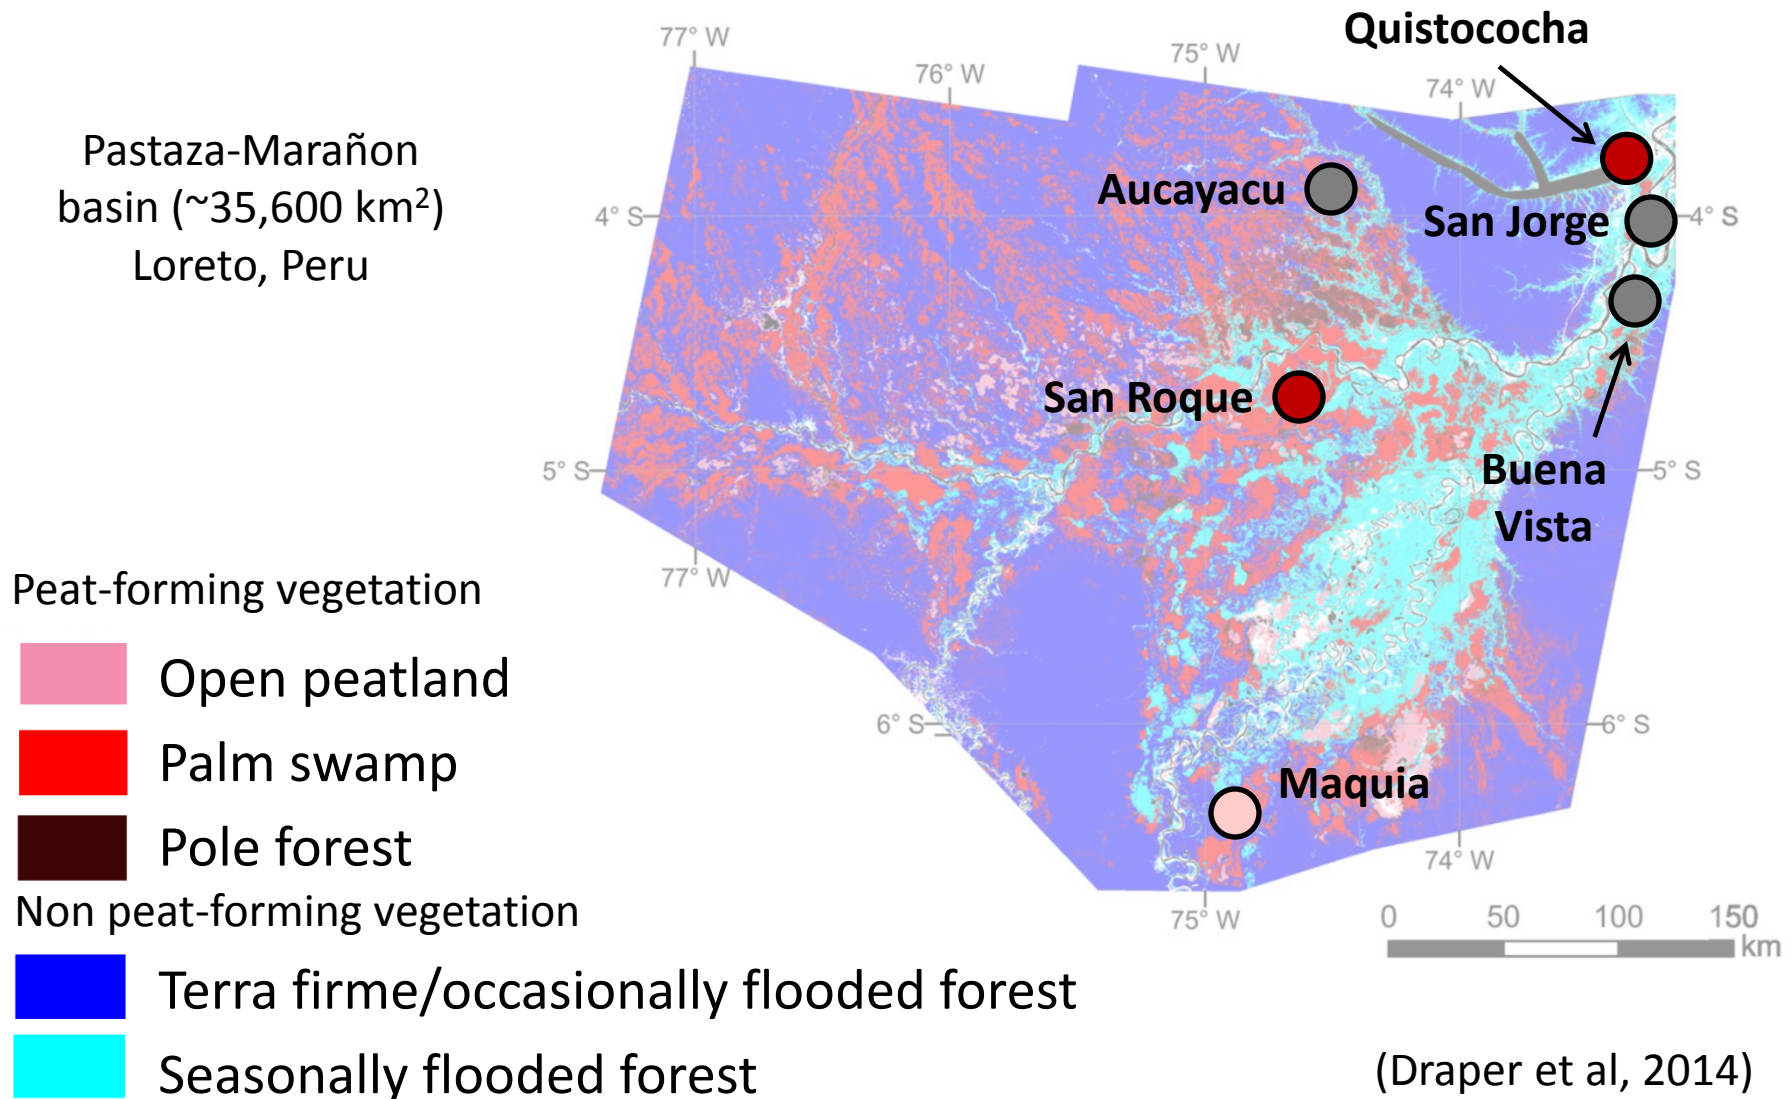 Quistococha
77° W
75° W
76° W
74° W
Pastaza-Marañon
basin (~35,600 km²)
Loreto, Peru
Aucayacu
4° S
San Jorge
4° S
San Roque
5° S
Buena
Vista
5° S
77° W
Peat-forming vegetation
Open peatland
Palm swamp
Pole forest
6° S
6° S
Maquia
74° W
75° W
Non peat-forming vegetation
Terra firme/occasionally flooded forest
Seasonally flooded forest
0 50 100 150
km
(Draper et al, 2014)